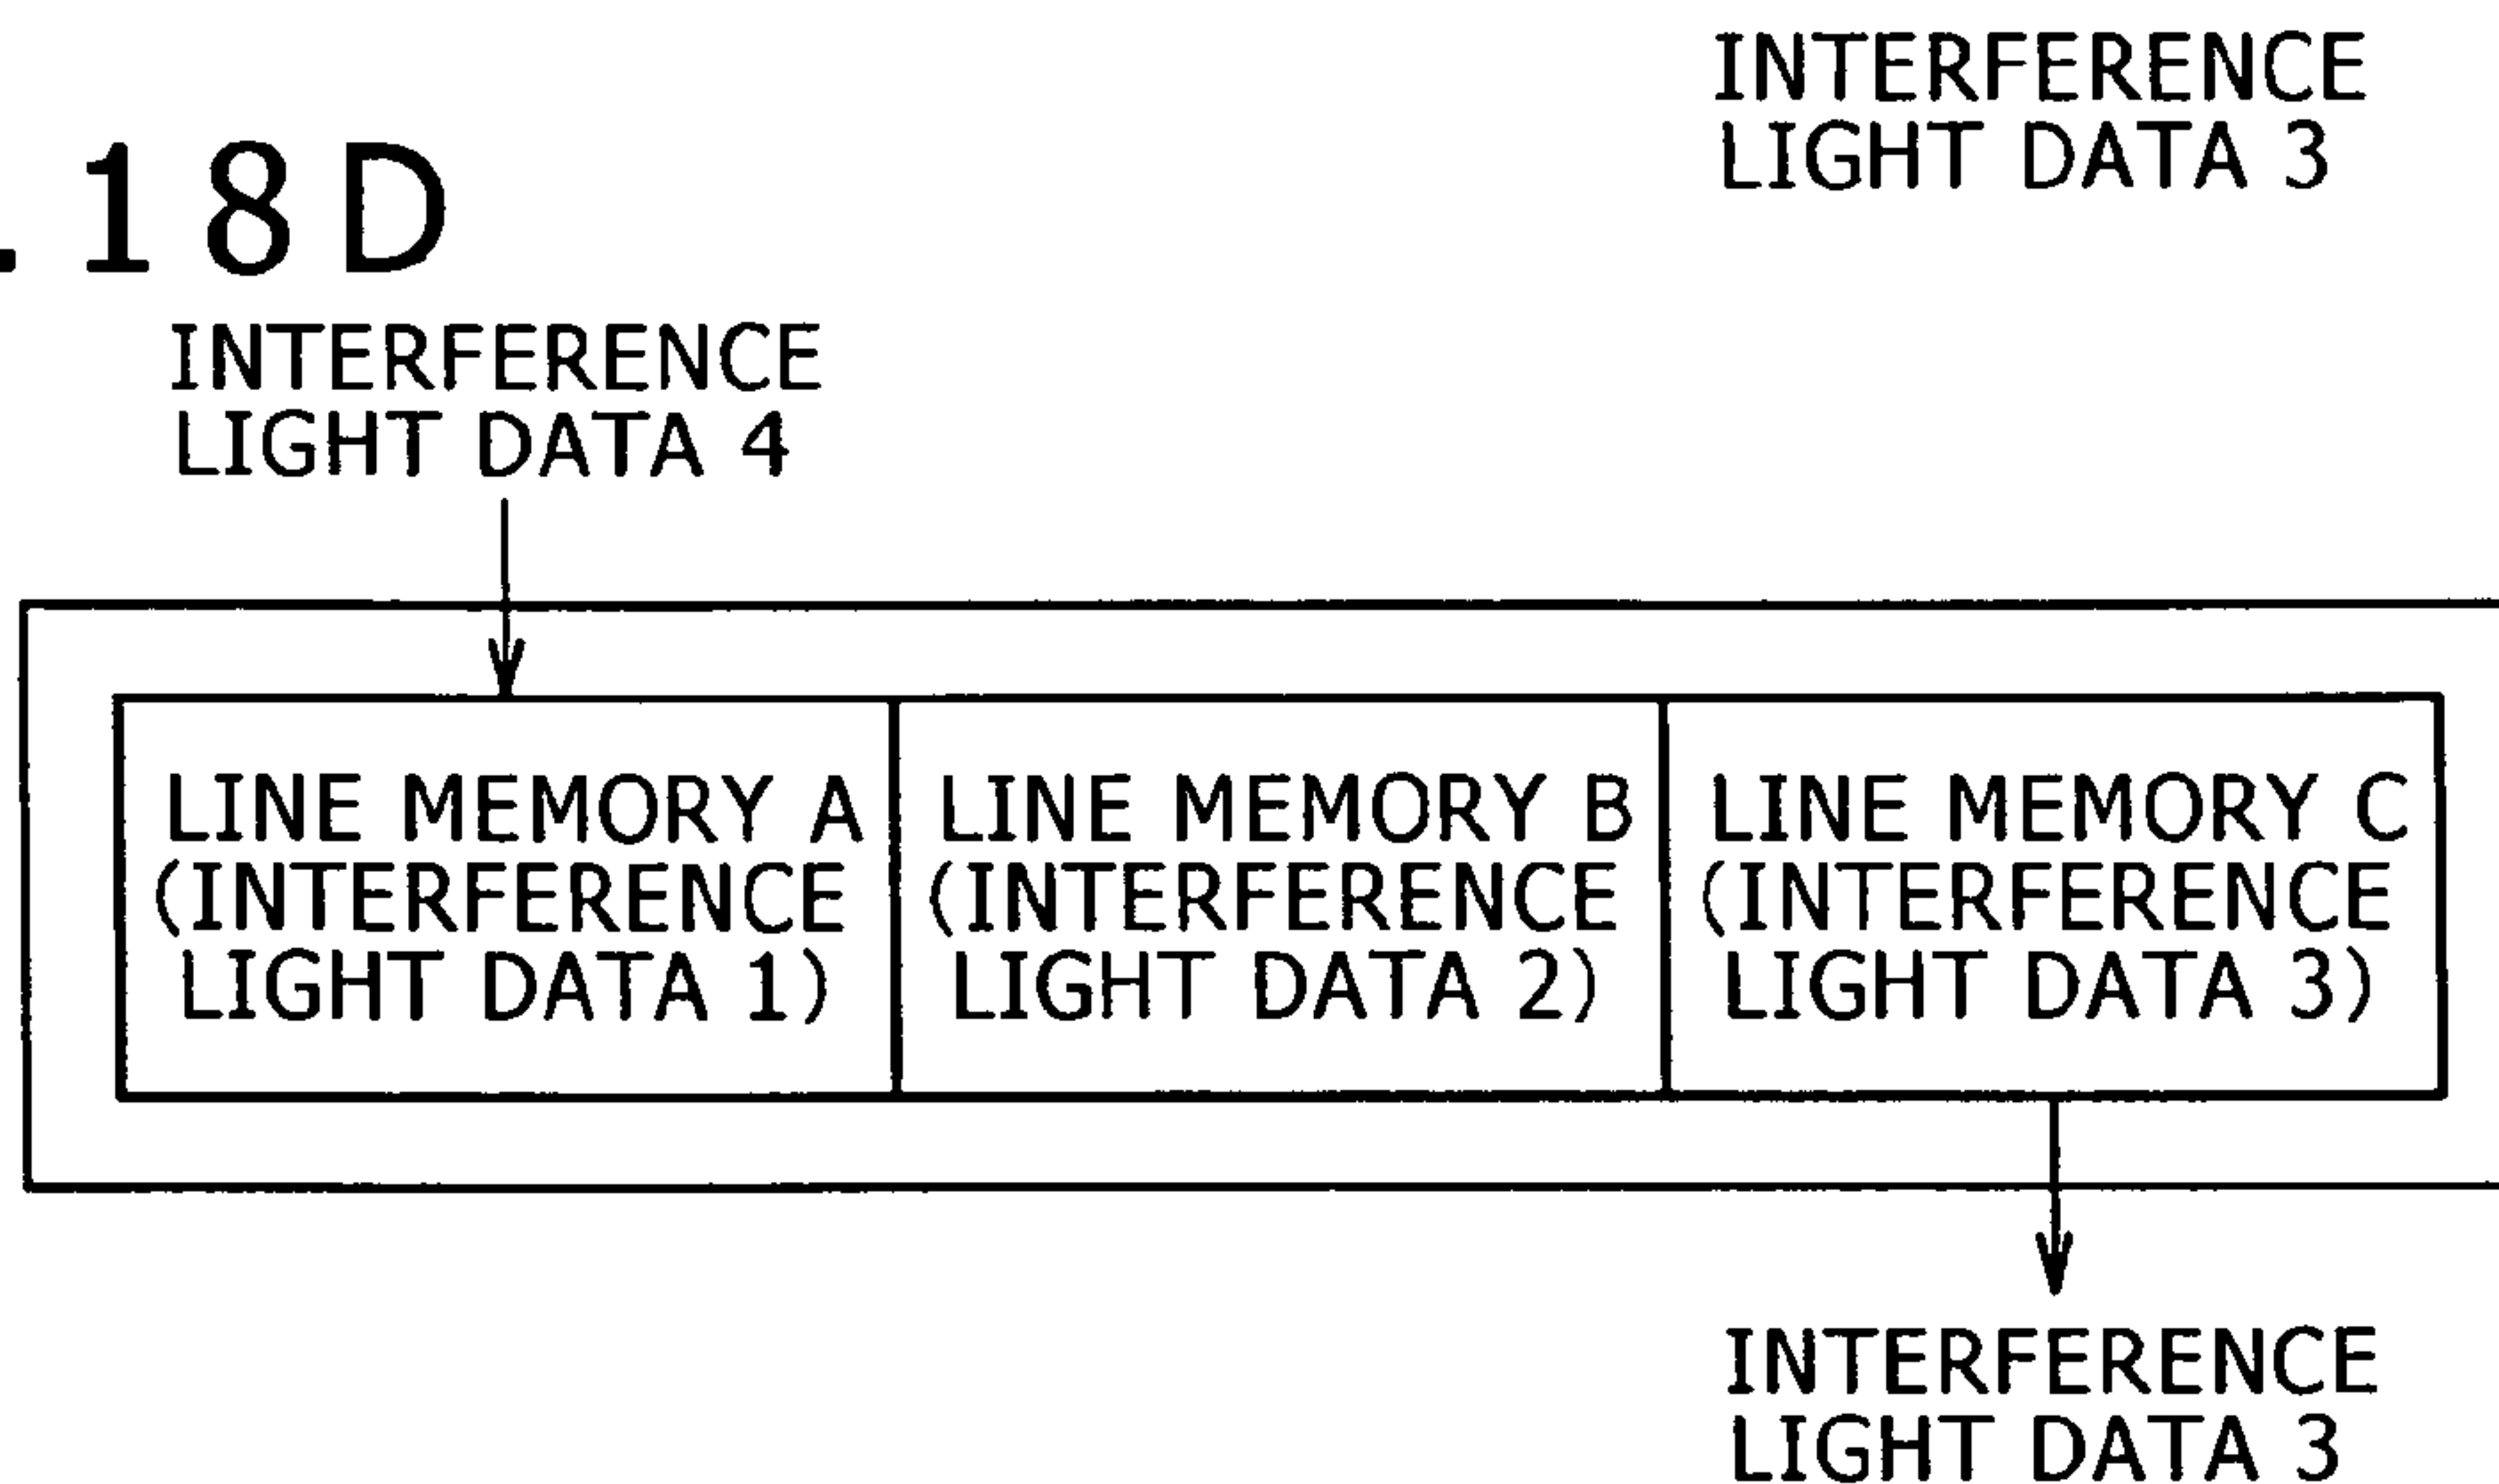 INTERFERENCE
LIGHT DATA 3
.18D
INTERFERENCE
LIGHT DATA 4
LINE MEMORY A
(INTERFERENCE
LIGHT DATA 1)
LINE MEMORY B
(INTERFERENCE
LIGHT DATA 2)
LINE MEMORY C
(INTERFERENCE
LIGHT DATA 3)
INTERFERENCE
LIGHT DATA 3